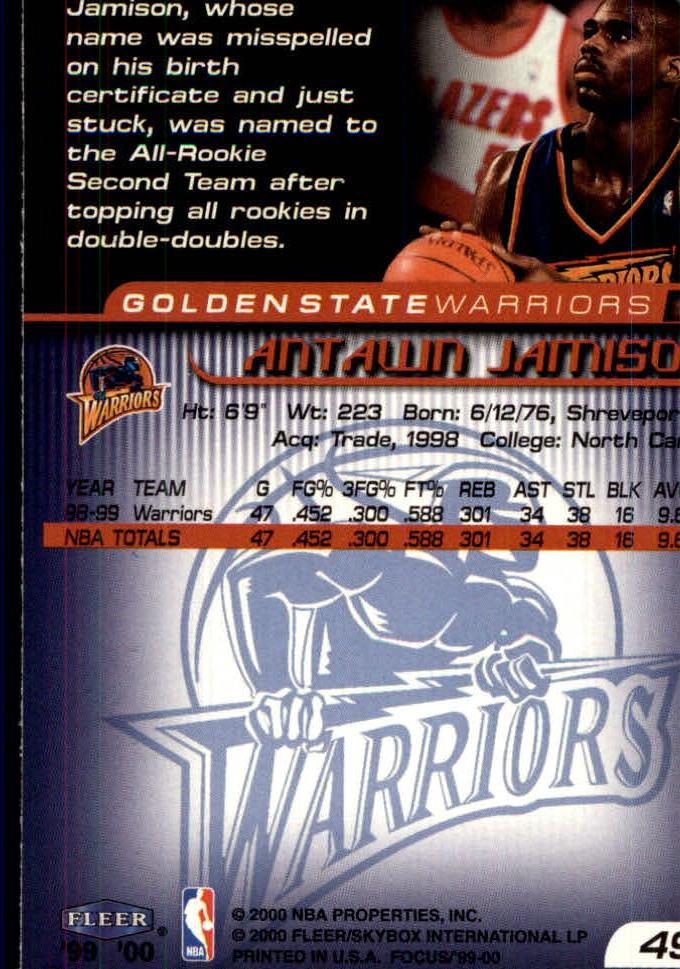 Jamison, whose
name was misspelled
on his birth
certificate and just
stuck, was named to
the All-Rookie
Second Team after
topping all rookies in
double-doubles.
LAZERS
GOLDEN STATE WARRIORS
ANTAWN JAMISO
WARRIORS
Ht: 6'9" Wt: 223 Born: 6/12/76, Shrevepor
Acq: Trade, 1998 College: North Car
YEAR TEAM G FG% 3FG% FT% REB AST STL BLK AV
98-99 Warriors 47 .452 .300 .588 301 34 38 16 9.6
NBA TOTALS 47 .452 .300 .588 301 34 38 16 9.6
WARRIORS
FLEER ®
'99 '00
NBA
© 2000 NBA PROPERTIES, INC.
© 2000 FLEER/SKYBOX INTERNATIONAL LP
PRINTED IN U.S.A. FOCUS/'99-00
49